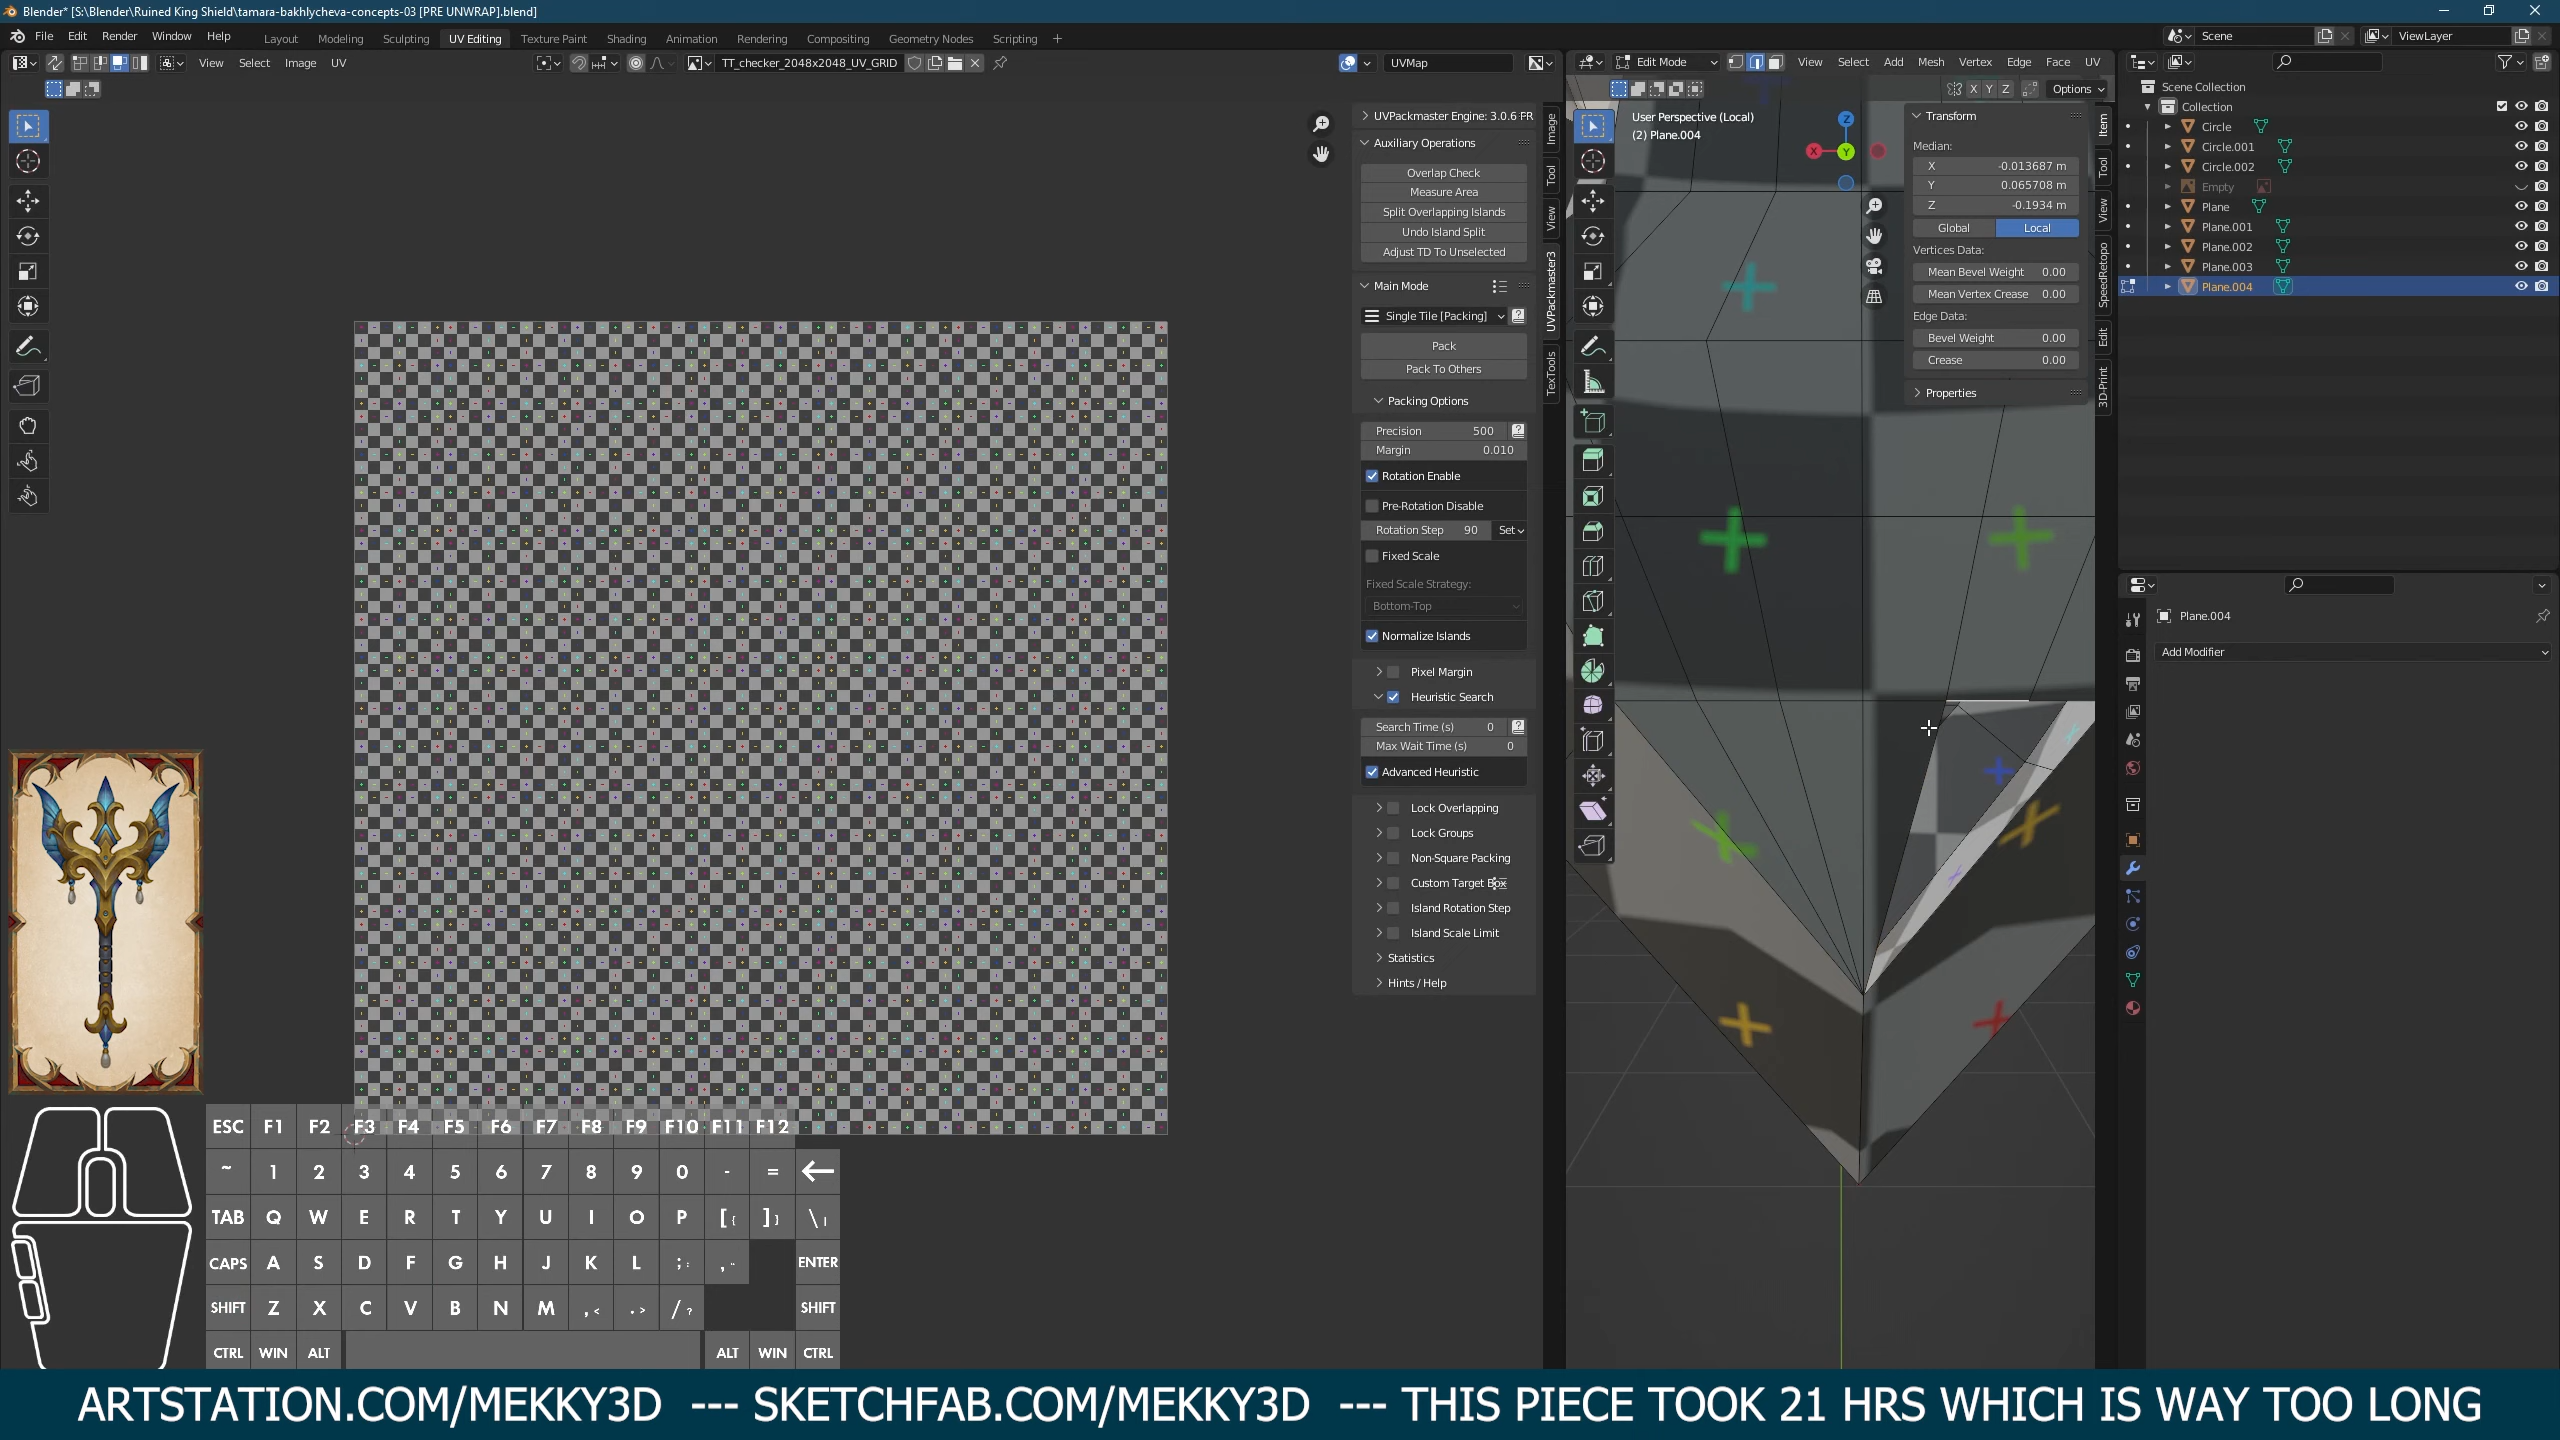 Blender* [S:\Blender\Ruined King Shield\tamara-bakhlycheva-concepts-03 [PRE UNWRAP].blend]
File Edit Render Window Help
Layout Modeling Sculpting UV Editing Texture Paint Shading Animation Rendering Compositing Geometry Nodes Scripting +
Scene
ViewLayer
View Select Image UV
TT_checker_2048x2048_UV_GRID
UVMap
Edit Mode
View Select Add Mesh Vertex Edge Face UV
X Y Z
Options
UVPackmaster Engine: 3.0.6 PR
Auxiliary Operations
Overlap Check
Measure Area
Split Overlapping Islands
Undo Island Split
Adjust TD To Unselected
Main Mode
Single Tile [Packing]
Pack
Pack To Others
Packing Options
Precision 500
Margin 0.010
Rotation Enable
Pre-Rotation Disable
Rotation Step 90 Set
Fixed Scale
Fixed Scale Strategy:
Bottom-Top
Normalize Islands
Pixel Margin
Heuristic Search
Search Time (s) 0
Max Wait Time (s) 0
Advanced Heuristic
Lock Overlapping
Lock Groups
Non-Square Packing
Custom Target Box
Island Rotation Step
Island Scale Limit
Statistics
Hints / Help
Image
Tool
View
UVPackmaster3
TexTools
User Perspective (Local)
(2) Plane.004
Z
X
Y
Transform
Median:
X -0.013687 m
Y 0.065708 m
Z -0.1934 m
Global Local
Vertices Data:
Mean Bevel Weight 0.00
Mean Vertex Crease 0.00
Edge Data:
Bevel Weight 0.00
Crease 0.00
Properties
Item
Tool
View
SpeedRetopo
Edit
3D-Print
Scene Collection
Collection
Circle
Circle.001
Circle.002
Empty
Plane
Plane.001
Plane.002
Plane.003
Plane.004
Plane.004
Add Modifier
ESC F1 F2 F3 F4 F5 F6 F7 F8 F9 F10 F11 F12
~ 1 2 3 4 5 6 7 8 9 0 - =
TAB Q W E R T Y U I O P [ { ] } \ |
CAPS A S D F G H J K L ; : , " ENTER
SHIFT Z X C V B N M , < . > / ? SHIFT
CTRL WIN ALT ALT WIN CTRL
ARTSTATION.COM/MEKKY3D --- SKETCHFAB.COM/MEKKY3D --- THIS PIECE TOOK 21 HRS WHICH IS WAY TOO LONG